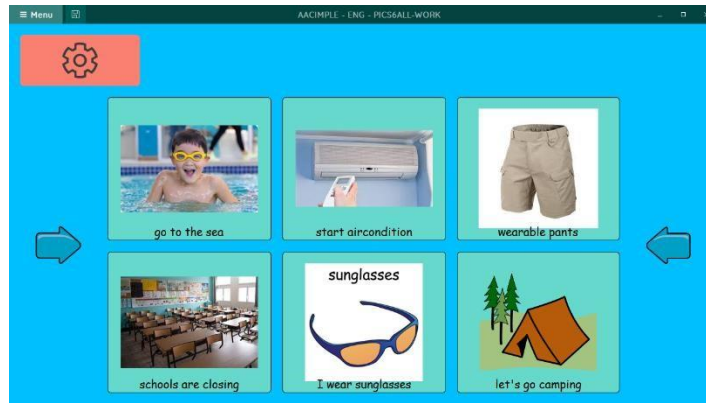 Menu
AACIMPLE - ENG - PICS6ALL-WORK
go to the sea
start aircondition
wearable pants
schools are closing
sunglasses
I wear sunglasses
let's go camping